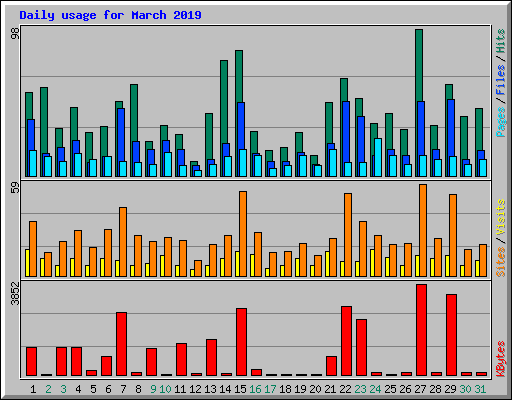 Daily usage for March 2019
98
59
3852
Pages / Files / Hits
Sites / Visits
KBytes
1 2 3 4 5 6 7 8 9 10 11 12 13 14 15 16 17 18 19 20 21 22 23 24 25 26 27 28 29 30 31